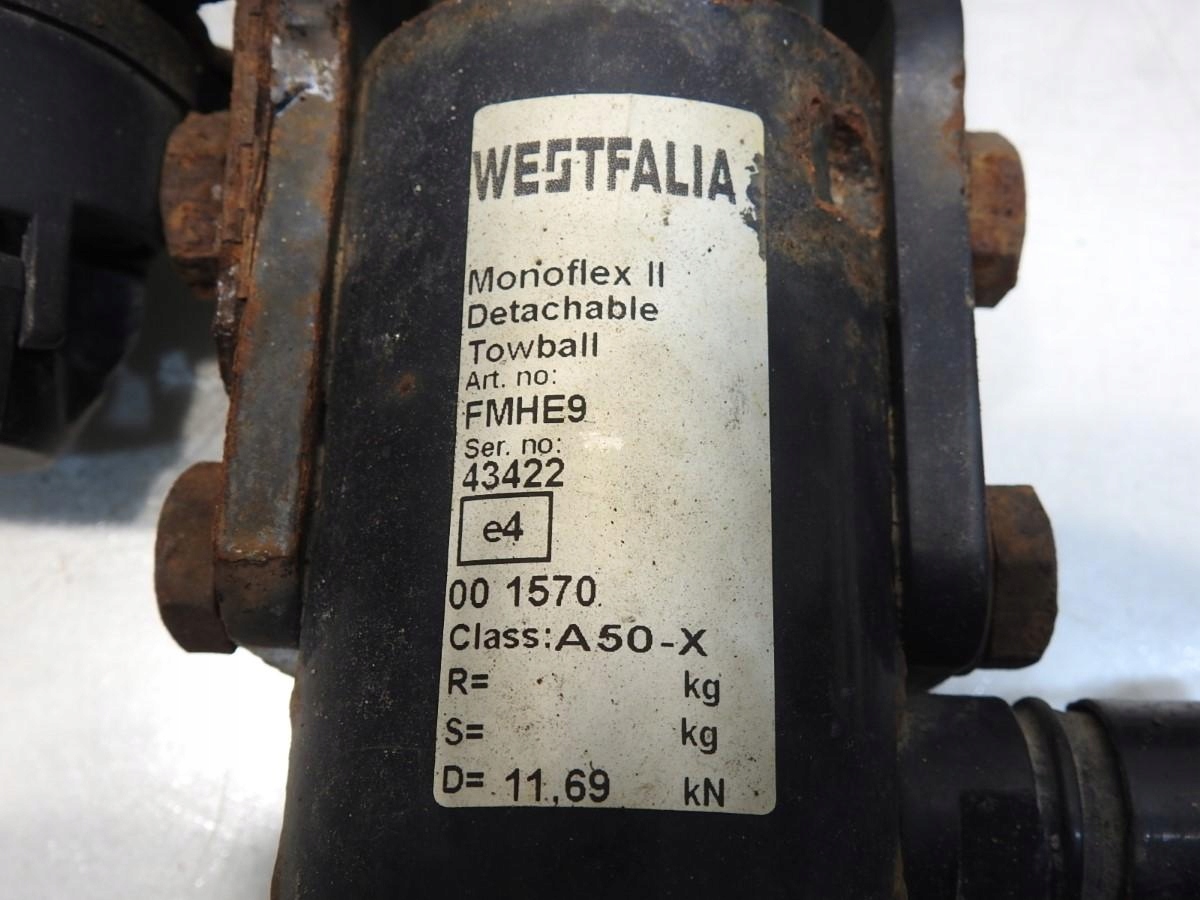 WESTFALIA
Monoflex II
Detachable
Towball
Art. no:
FMHE9
Ser. no:
43422
e4
00 1570
Class: A50-X
R= kg
S= kg
D= 11,69 kN